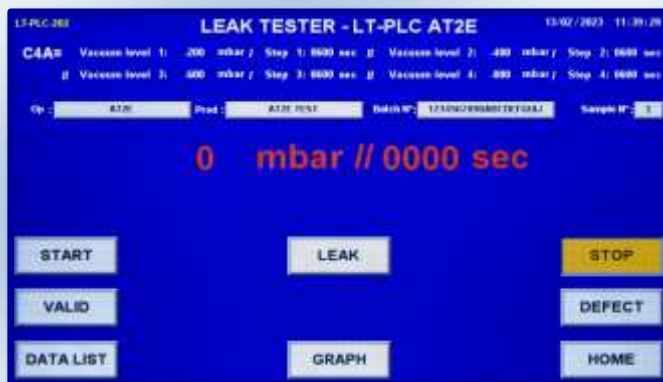 LT-PLC-203 LEAK TESTER - LT-PLC AT2E 13/02/2023 11:39:28
C4A= Vacuum level 1: -200 mbar / Step 1: 0600 sec // Vacuum level 2: -400 mbar / Step 2: 0600 sec
// Vacuum level 3: -600 mbar / Step 3: 0600 sec // Vacuum level 4: -800 mbar / Step 4: 0600 sec
Op : AT2E Prod : AT2E TEST Batch N°: Sample N°: 1
0 mbar // 0000 sec
START LEAK STOP
VALID DEFECT
DATA LIST GRAPH HOME